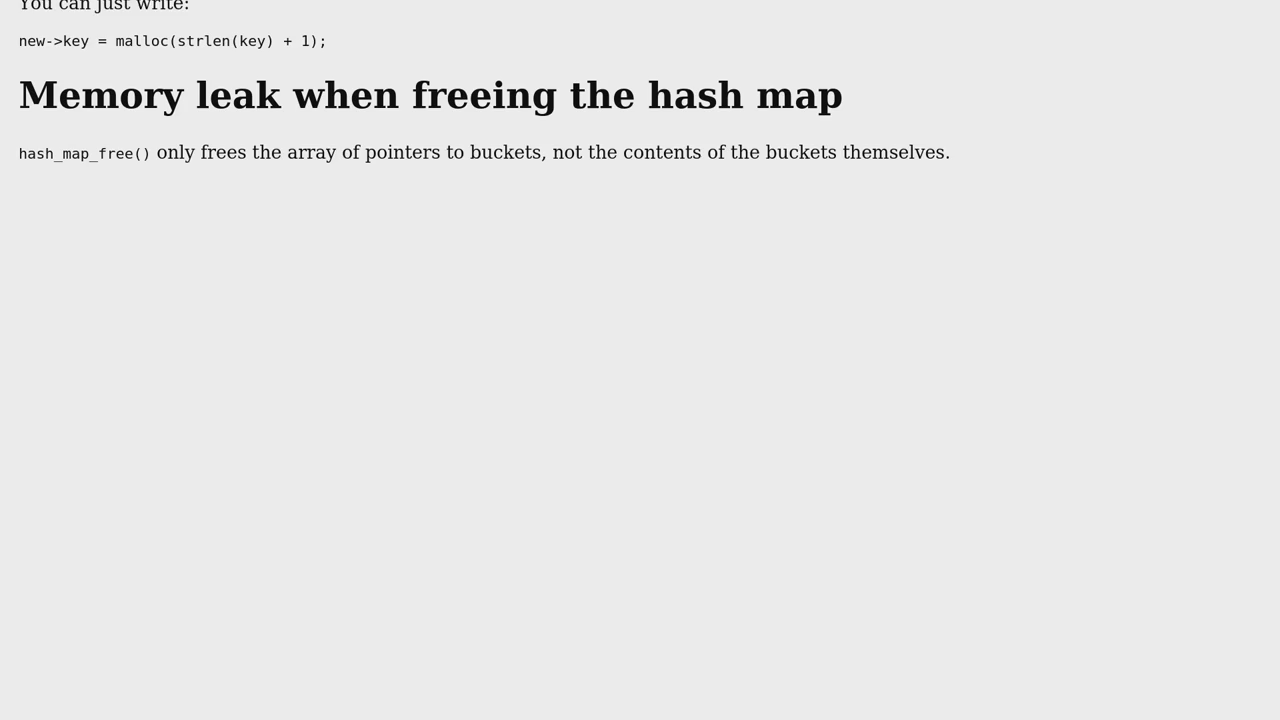 You can just write:
new->key = malloc(strlen(key) + 1);
Memory leak when freeing the hash map
hash_map_free() only frees the array of pointers to buckets, not the contents of the buckets themselves.